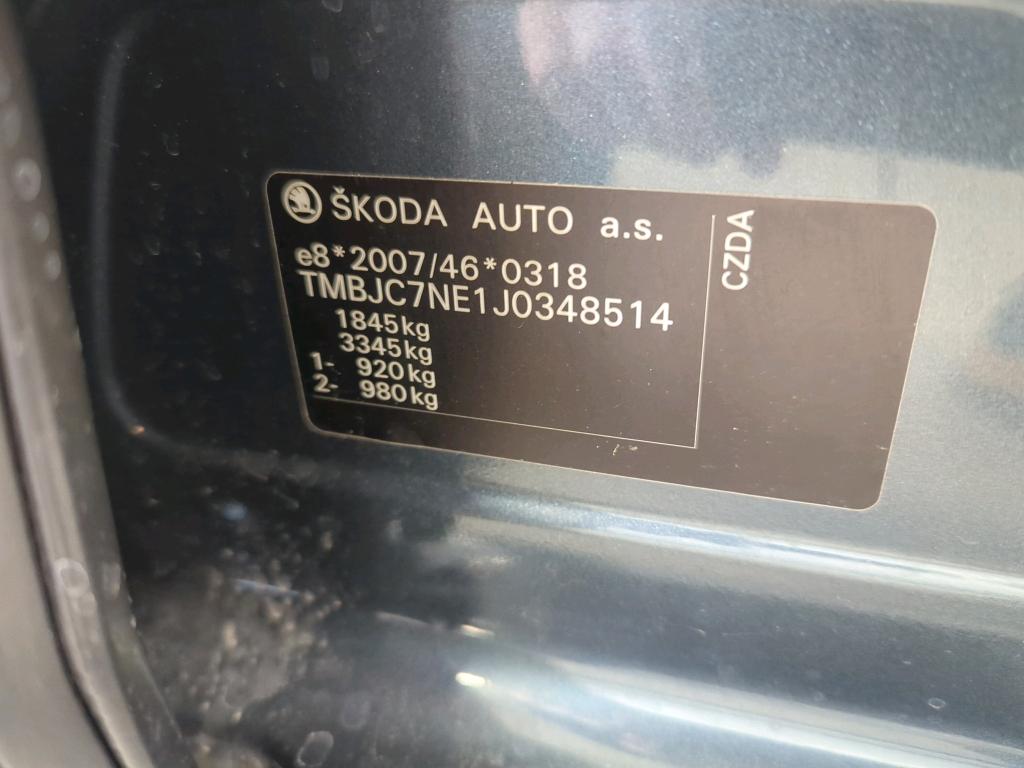 ŠKODA AUTO a.s.
e8*2007/46*0318
TMBJC7NE1J0348514
1845kg
3345kg
1- 920kg
2- 980kg
CZDA